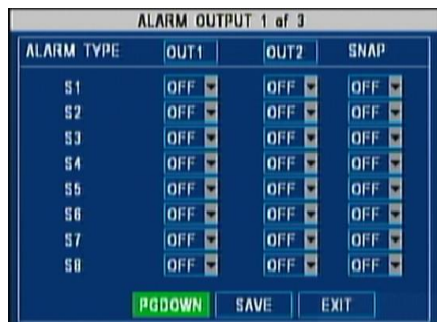 ALARM OUTPUT 1 of 3
ALARM TYPE OUT1 OUT2 SNAP
S1 OFF OFF OFF
S2 OFF OFF OFF
S3 OFF OFF OFF
S4 OFF OFF OFF
S5 OFF OFF OFF
S6 OFF OFF OFF
S7 OFF OFF OFF
S8 OFF OFF OFF
PGDOWN SAVE EXIT